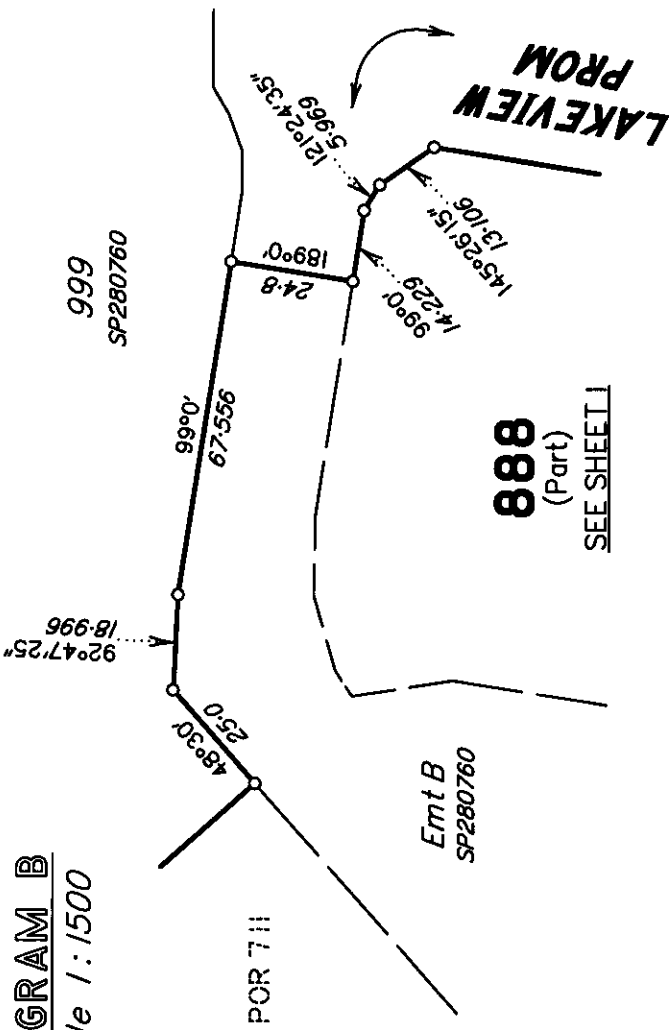 GRAM B
le 1:1500
999
SP280760
92°47'25"
18·996
99°0'
67·556
48°30'
25·0
189°0'
24·8
121°24'35"
5·969
99°0'
14·229
145°26'15"
13·106
LAKEVIEW
PROM
POR 711
Emt B
SP280760
888
(Part)
SEE SHEET 1